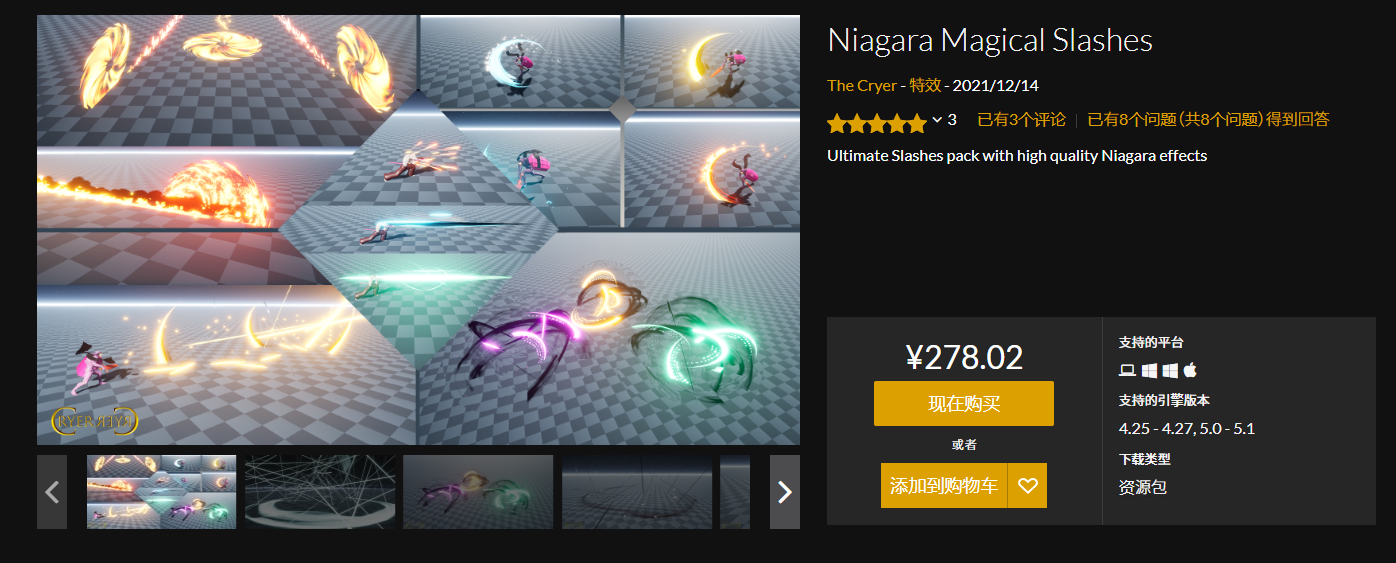 Niagara Magical Slashes
The Cryer - 特效 - 2021/12/14
3 已有3个评论 | 已有8个问题 (共8个问题) 得到回答
Ultimate Slashes pack with high quality Niagara effects
¥278.02
现在购买
或者
添加到购物车
支持的平台
支持的引擎版本
4.25 - 4.27, 5.0 - 5.1
下载类型
资源包